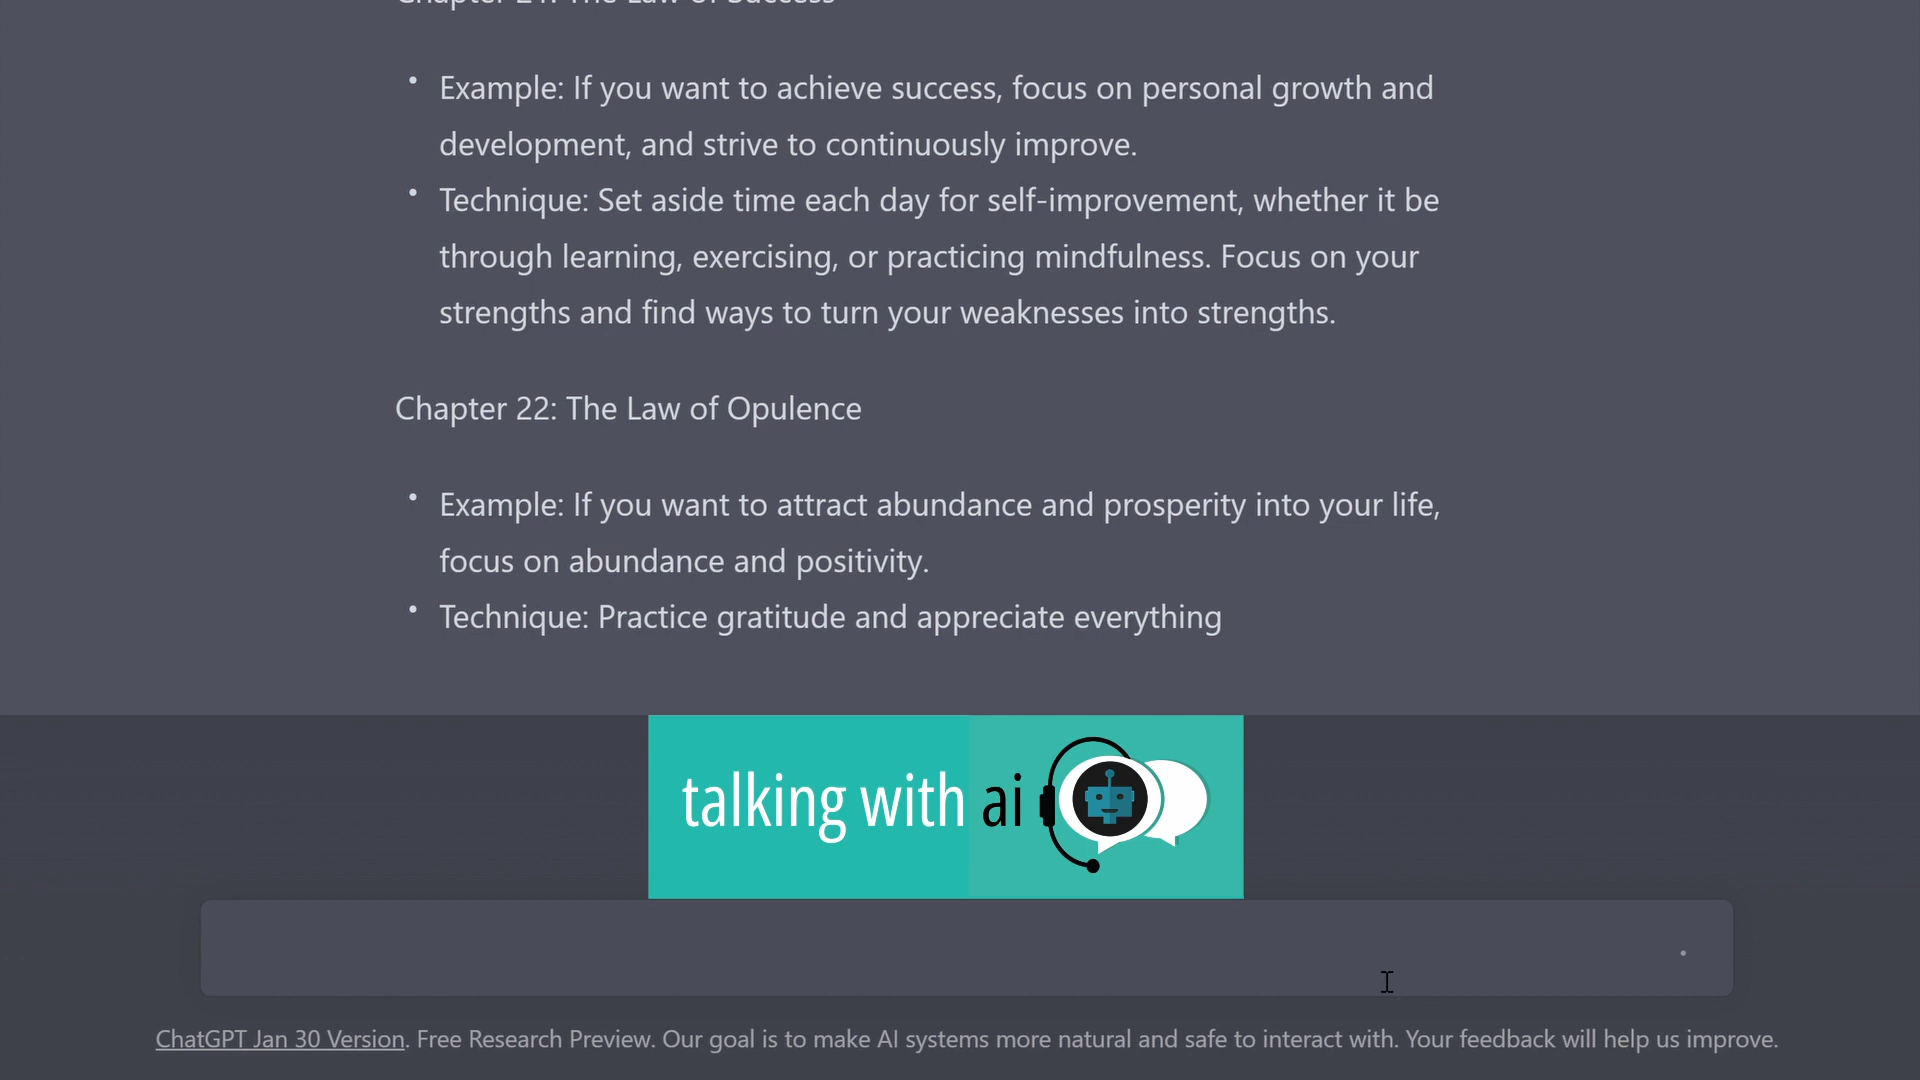 The Law of Success
Example: If you want to achieve success, focus on personal growth and
development, and strive to continuously improve.
Technique: Set aside time each day for self-improvement, whether it be
through learning, exercising, or practicing mindfulness. Focus on your
strengths and find ways to turn your weaknesses into strengths.
Chapter 22: The Law of Opulence
Example: If you want to attract abundance and prosperity into your life,
focus on abundance and positivity.
Technique: Practice gratitude and appreciate everything
talking with ai
ChatGPT Jan 30 Version. Free Research Preview. Our goal is to make AI systems more natural and safe to interact with. Your feedback will help us improve.